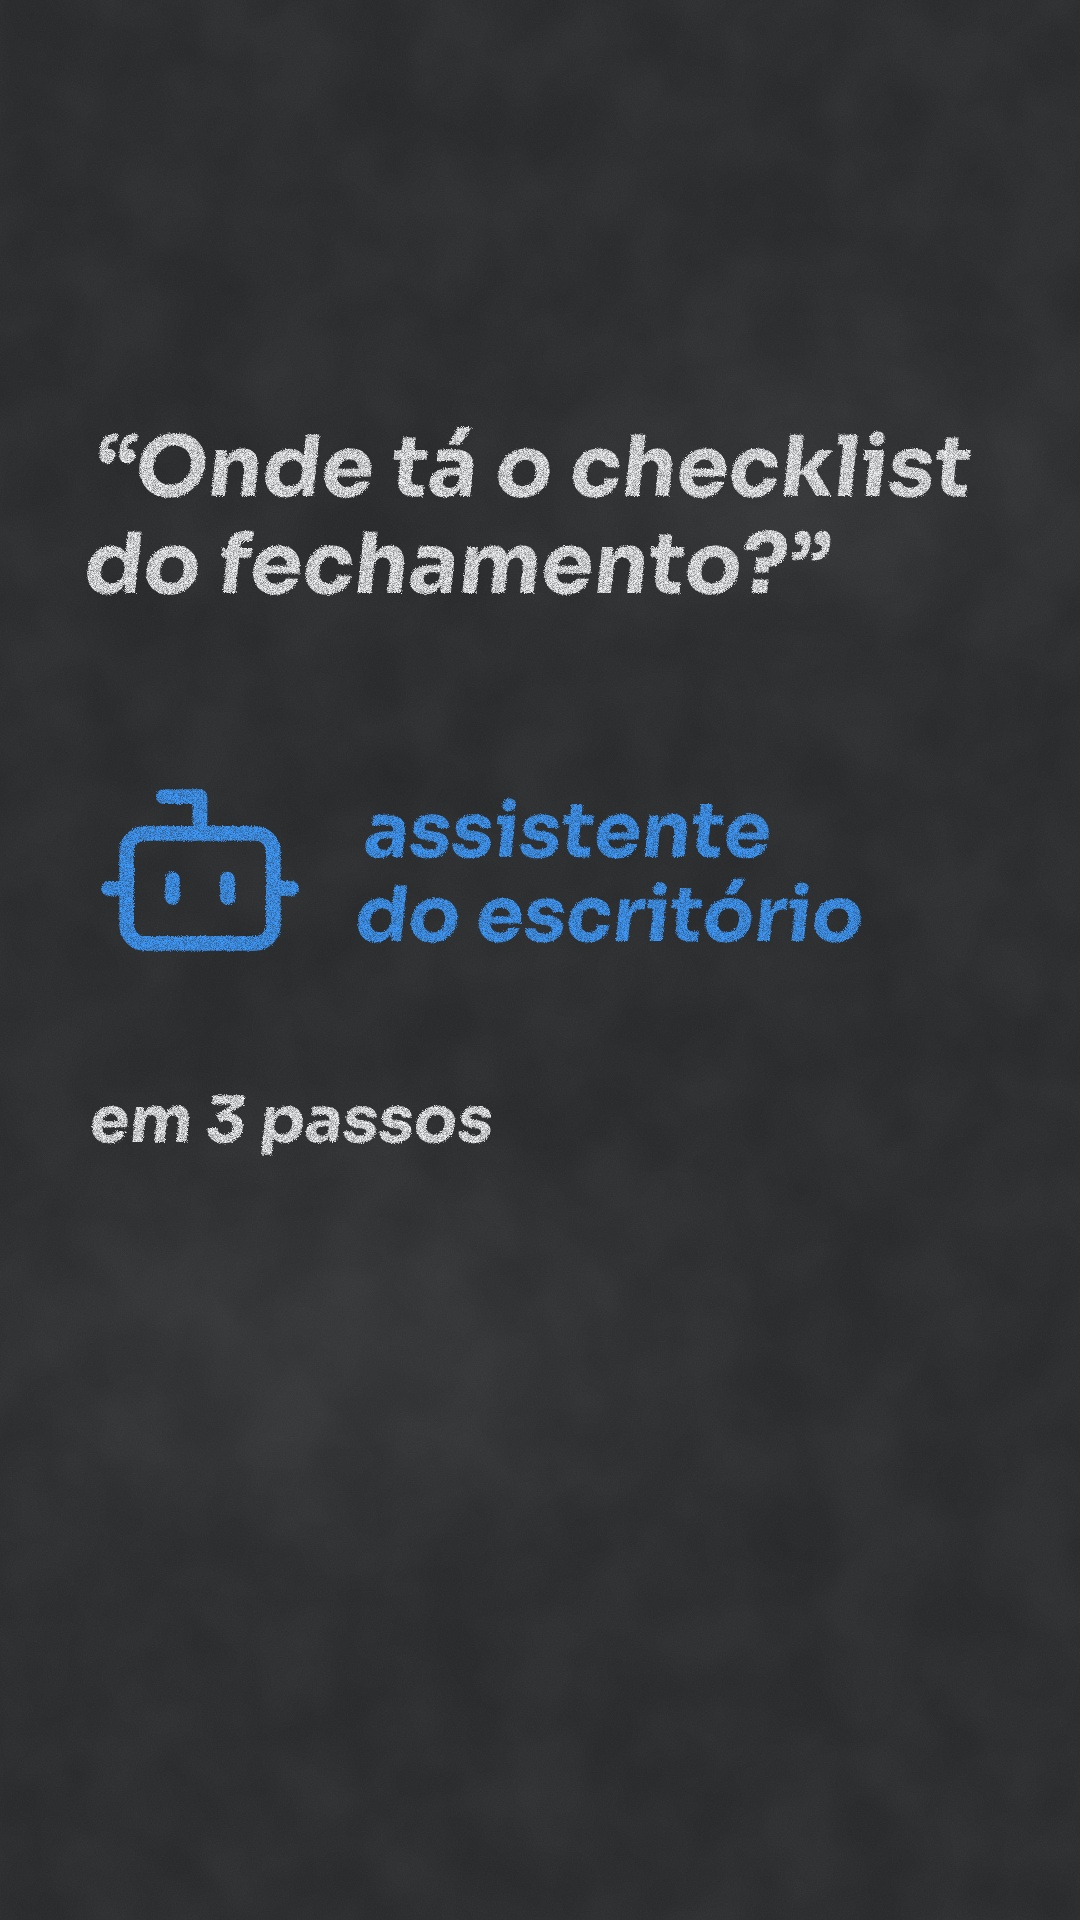 “Onde tá o checklist
do fechamento?”
assistente
do escritório
em 3 passos